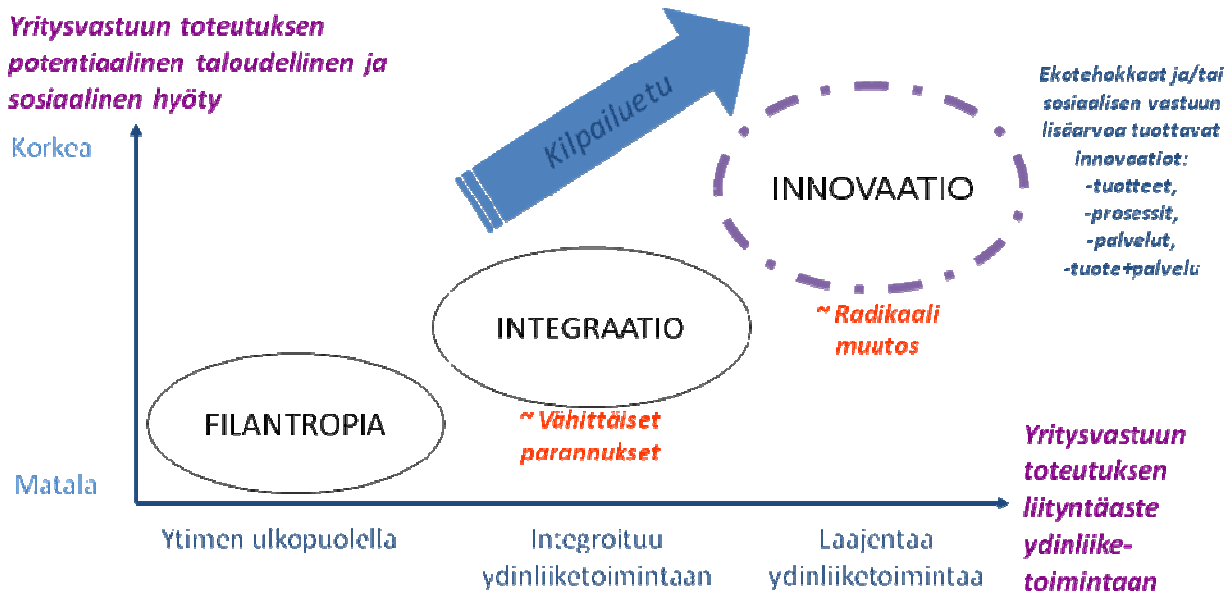 Yritysvastuun toteutuksen
potentiaalinen taloudellinen ja
sosiaalinen hyöty
Korkea
Matala
Kilpailuetu
FILANTROPIA
INTEGRAATIO
~ Vähittäiset
parannukset
INNOVAATIO
~ Radikaali
muutos
Ekotehokkaat ja/tai
sosiaalisen vastuun
lisäarvoa tuottavat
innovaatiot:
-tuotteet,
-prosessit,
-palvelut,
-tuote+palvelu
Ytimen ulkopuolella
Integroituu
ydinliiketoimintaan
Laajentaa
ydinliiketoimintaa
Yritysvastuun
toteutuksen
liityntäaste
ydinliike-
toimintaan